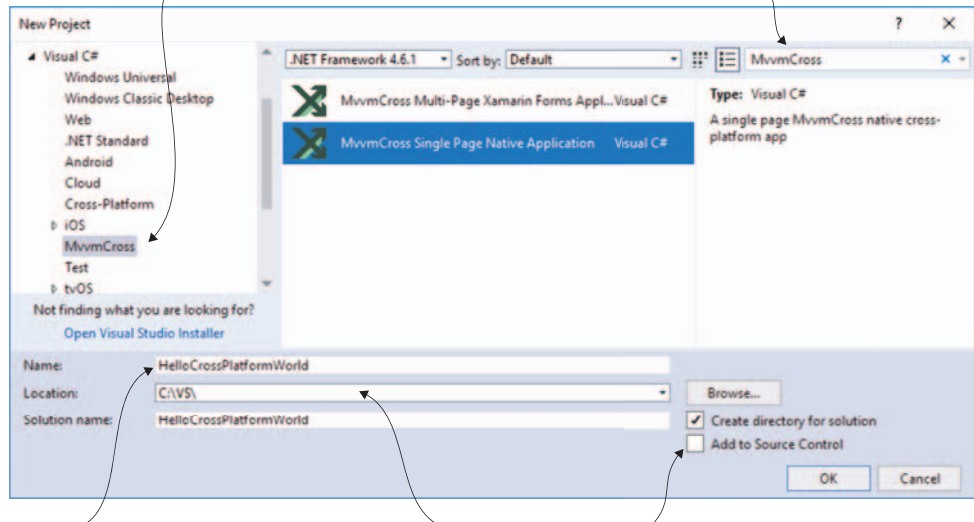 New Project
? ×
Visual C#
Windows Universal
Windows Classic Desktop
Web
.NET Standard
Android
Cloud
Cross-Platform
iOS
MvvmCross
Test
tvOS
Not finding what you are looking for?
Open Visual Studio Installer
.NET Framework 4.6.1 Sort by: Default
MvvmCross Multi-Page Xamarin Forms Appl... Visual C#
MvvmCross Single Page Native Application Visual C#
MvvmCross
Type: Visual C#
A single page MvvmCross native cross-
platform app
Name: HelloCrossPlatformWorld
Location: C:\VS\
Browse...
Solution name: HelloCrossPlatformWorld
Create directory for solution
Add to Source Control
OK Cancel